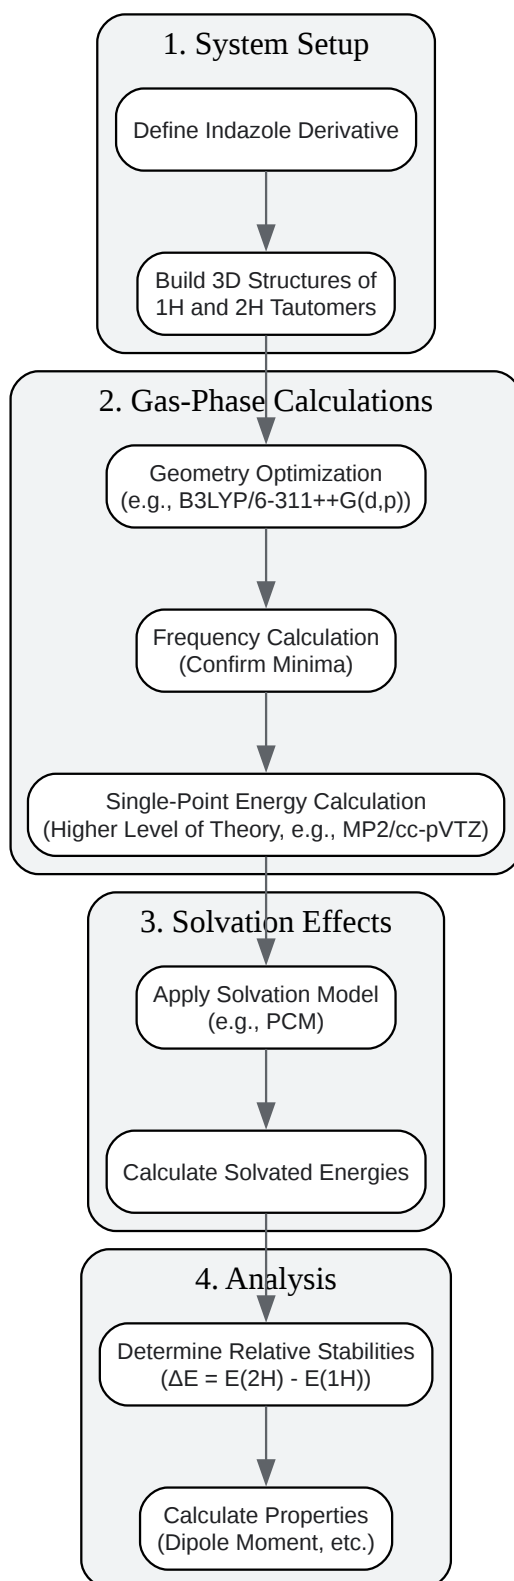 1. System Setup
Define Indazole Derivative
Build 3D Structures of
1H and 2H Tautomers
2. Gas-Phase Calculations
Geometry Optimization
(e.g., B3LYP/6-311++G(d,p))
Frequency Calculation
(Confirm Minima)
Single-Point Energy Calculation
(Higher Level of Theory, e.g., MP2/cc-pVTZ)
3. Solvation Effects
Apply Solvation Model
(e.g., PCM)
Calculate Solvated Energies
4. Analysis
Determine Relative Stabilities
(ΔE = E(2H) - E(1H))
Calculate Properties
(Dipole Moment, etc.)